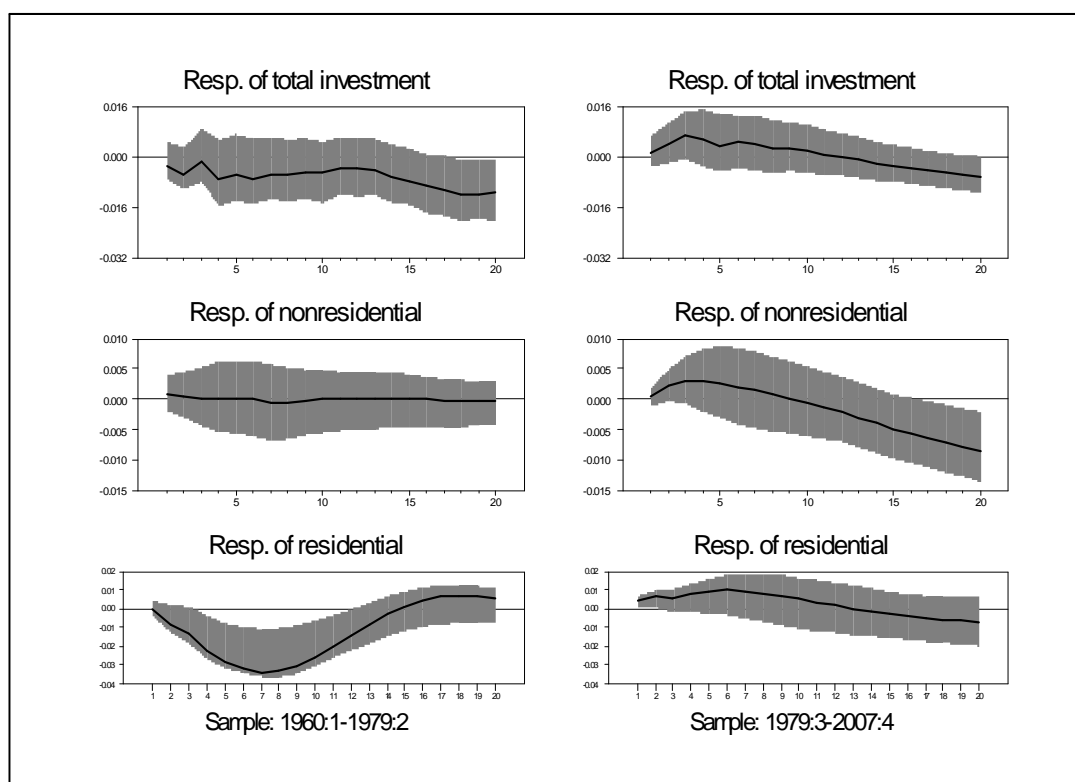 Resp. of total investment
0.016
0.000
-0.016
-0.032
5 10 15 20
Resp. of total investment
0.016
0.000
-0.016
-0.032
5 10 15 20
Resp. of nonresidential
0.010
0.005
0.000
-0.005
-0.010
-0.015
5 10 15 20
Resp. of nonresidential
0.010
0.005
0.000
-0.005
-0.010
-0.015
5 10 15 20
Resp. of residential
0.02
0.01
0.00
-0.01
-0.02
-0.03
-0.04
1 2 3 4 5 6 7 8 9 10 11 12 13 14 15 16 17 18 19 20
Sample: 1960:1-1979:2
Resp. of residential
0.02
0.01
0.00
-0.01
-0.02
-0.03
-0.04
1 2 3 4 5 6 7 8 9 10 11 12 13 14 15 16 17 18 19 20
Sample: 1979:3-2007:4